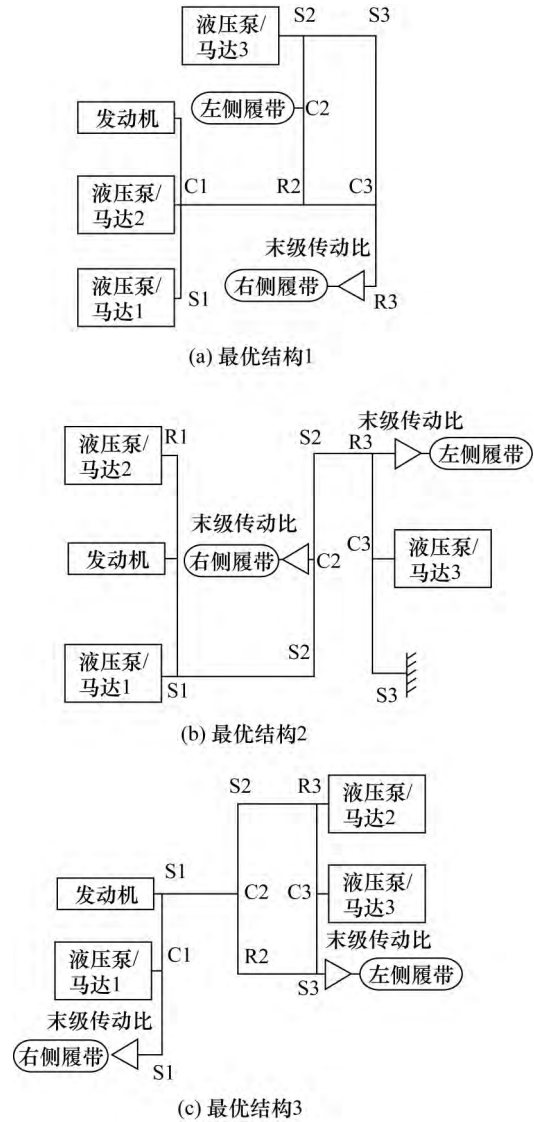 液压泵/
马达3
S2
S3
左侧履带
C2
发动机
液压泵/
马达2
C1
R2
C3
液压泵/
马达1
S1
末级传动比
右侧履带
R3
(a) 最优结构1
液压泵/
马达2
R1
S2
R3
末级传动比
左侧履带
发动机
末级传动比
右侧履带
C2
C3
液压泵/
马达3
液压泵/
马达1
S1
S2
S3
(b) 最优结构2
S2
R3
液压泵/
马达2
发动机
S1
C2
C3
液压泵/
马达3
液压泵/
马达1
C1
R2
末级传动比
左侧履带
S3
末级传动比
右侧履带
S1
(c) 最优结构3